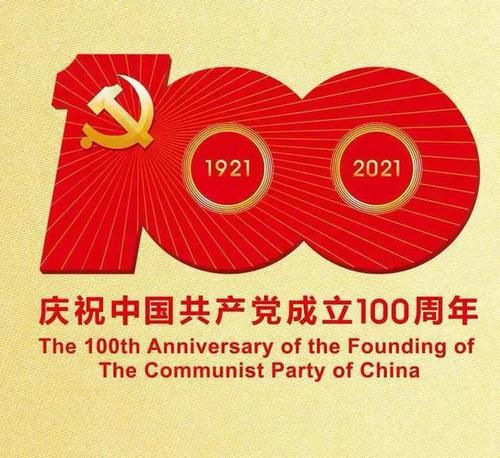 100
1921
2021
庆祝中国共产党成立100周年
The 100th Anniversary of the Founding of
The Communist Party of China